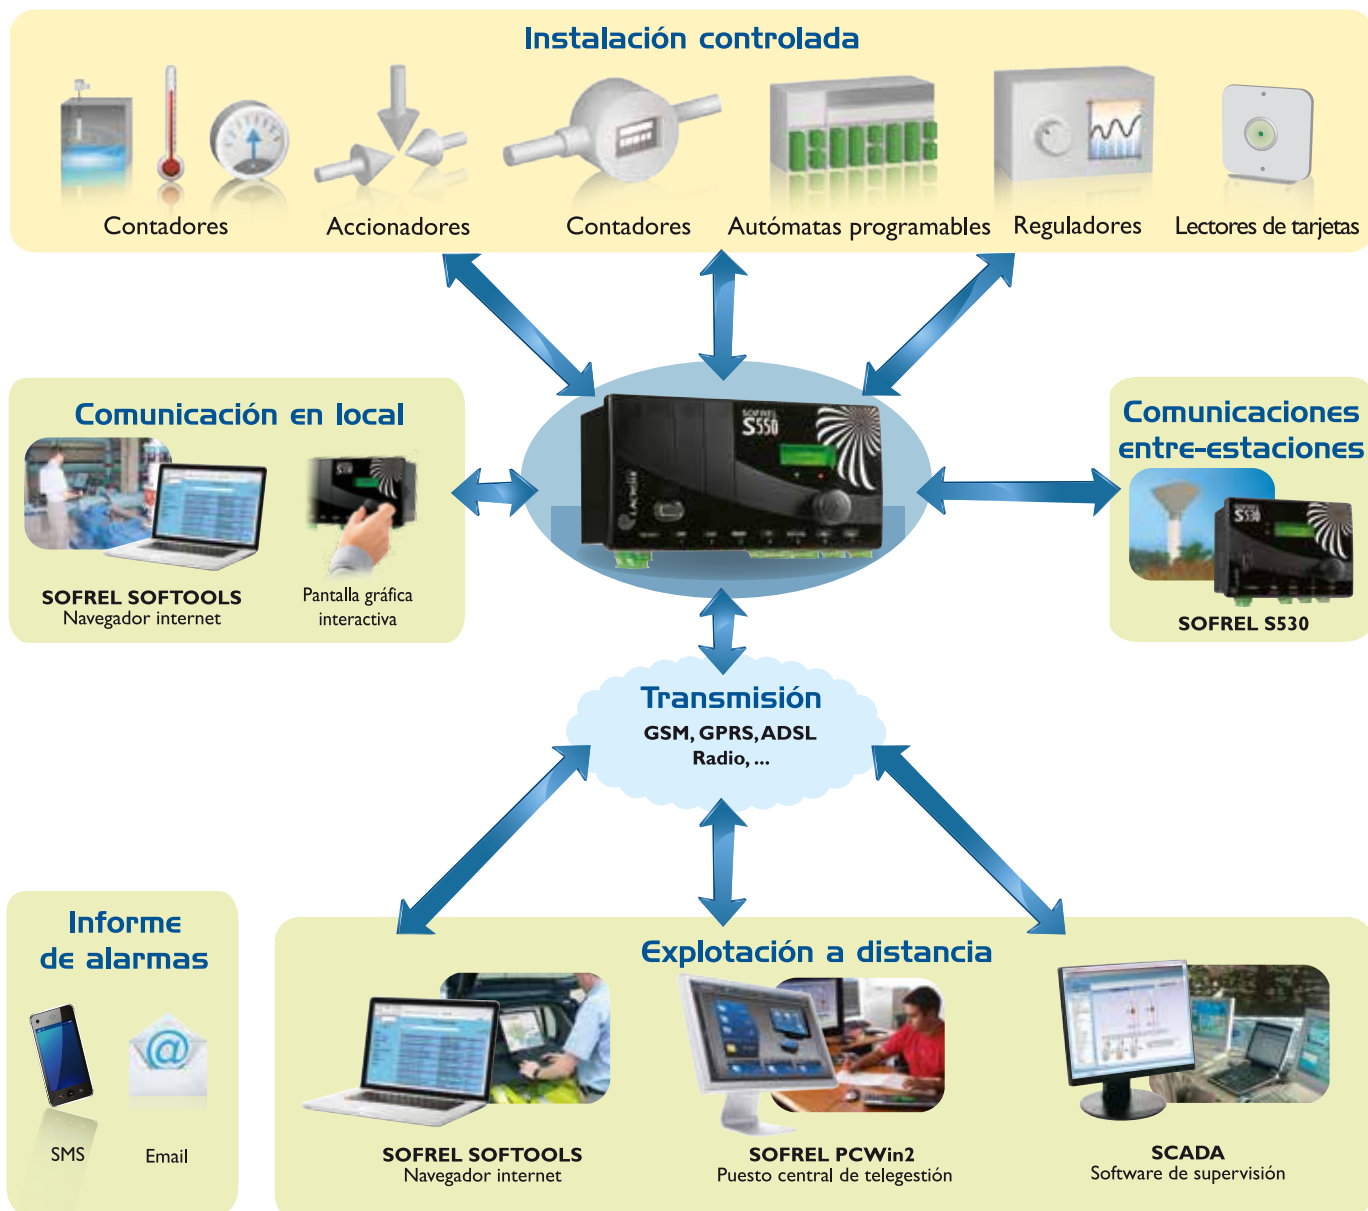 Instalación controlada
Contadores
Accionadores
Contadores
Autómatas programables
Reguladores
Lectores de tarjetas
Comunicación en local
SOFREL SOFTOOLS
Navegador internet
Pantalla gráfica
interactiva
SOFREL
S550
LACROIX
Comunicaciones
entre-estaciones
S530
SOFREL S530
Transmisión
GSM, GPRS, ADSL
Radio, ...
Informe
de alarmas
SMS
Email
Explotación a distancia
SOFREL SOFTOOLS
Navegador internet
SOFREL PCWin2
Puesto central de telegestión
SCADA
Software de supervisión